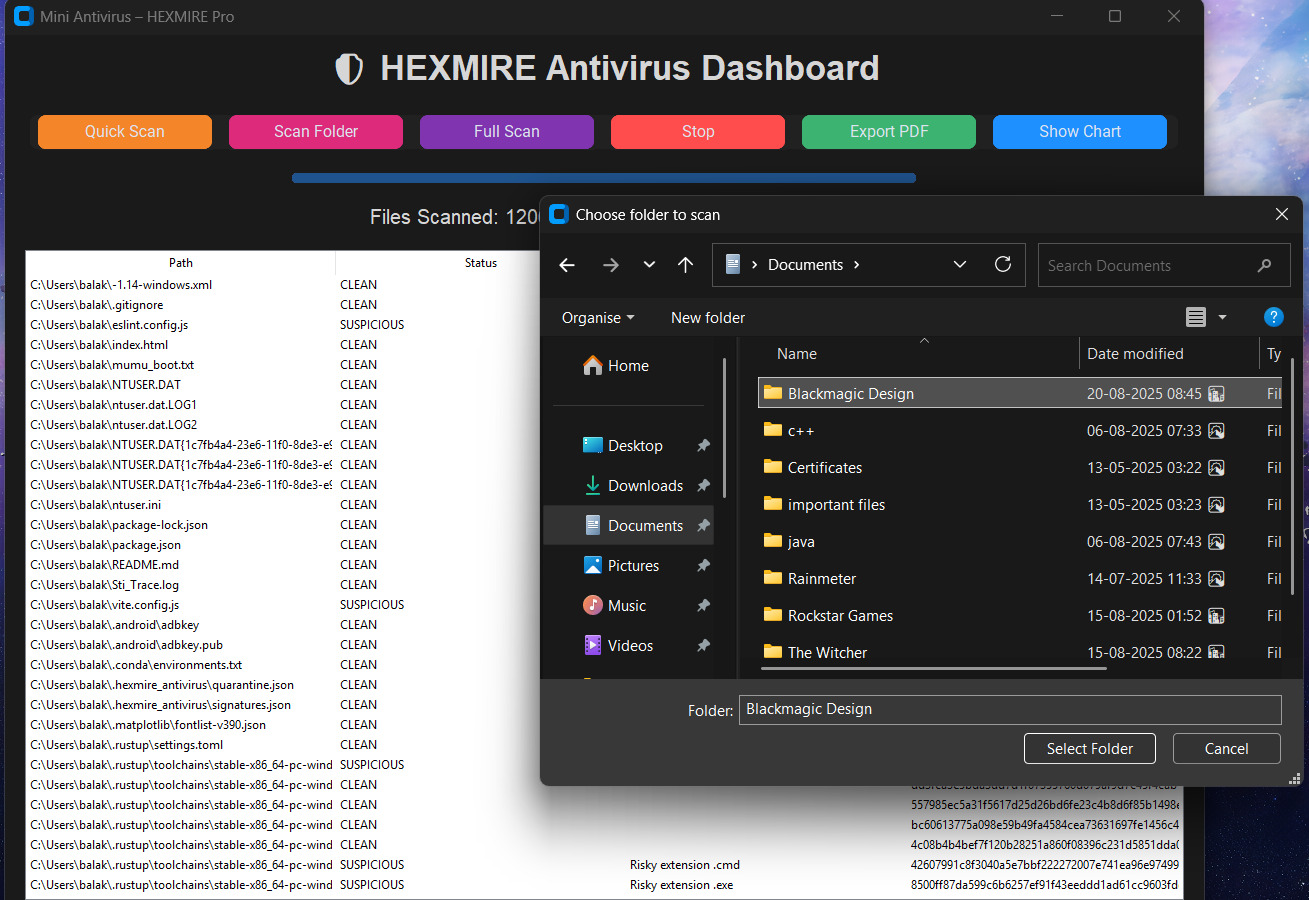 Mini Antivirus – HEXMIRE Pro
HEXMIRE Antivirus Dashboard
Quick Scan Scan Folder Full Scan Stop Export PDF Show Chart
Files Scanned: 1200
Path Status
C:\Users\balak\-1.14-windows.xml CLEAN
C:\Users\balak\.gitignore CLEAN
C:\Users\balak\eslint.config.js SUSPICIOUS
C:\Users\balak\index.html CLEAN
C:\Users\balak\mumu_boot.txt CLEAN
C:\Users\balak\NTUSER.DAT CLEAN
C:\Users\balak\ntuser.dat.LOG1 CLEAN
C:\Users\balak\ntuser.dat.LOG2 CLEAN
C:\Users\balak\NTUSER.DAT{1c7fb4a4-23e6-11f0-8de3-e9 CLEAN
C:\Users\balak\NTUSER.DAT{1c7fb4a4-23e6-11f0-8de3-e9 CLEAN
C:\Users\balak\NTUSER.DAT{1c7fb4a4-23e6-11f0-8de3-e9 CLEAN
C:\Users\balak\ntuser.ini CLEAN
C:\Users\balak\package-lock.json CLEAN
C:\Users\balak\package.json CLEAN
C:\Users\balak\README.md CLEAN
C:\Users\balak\Sti_Trace.log CLEAN
C:\Users\balak\vite.config.js SUSPICIOUS
C:\Users\balak\.android\adbkey CLEAN
C:\Users\balak\.android\adbkey.pub CLEAN
C:\Users\balak\.conda\environments.txt CLEAN
C:\Users\balak\.hexmire_antivirus\quarantine.json CLEAN
C:\Users\balak\.hexmire_antivirus\signatures.json CLEAN
C:\Users\balak\.matplotlib\fontlist-v390.json CLEAN
C:\Users\balak\.rustup\settings.toml CLEAN
C:\Users\balak\.rustup\toolchains\stable-x86_64-pc-wind SUSPICIOUS
C:\Users\balak\.rustup\toolchains\stable-x86_64-pc-wind CLEAN
C:\Users\balak\.rustup\toolchains\stable-x86_64-pc-wind CLEAN 557985ec5a31f5617d25d26bd6fe23c4b8d6f85b1498e
C:\Users\balak\.rustup\toolchains\stable-x86_64-pc-wind CLEAN bc60613775a098e59b49fa4584cea73631697fe1456c4
C:\Users\balak\.rustup\toolchains\stable-x86_64-pc-wind CLEAN 4c08b4b4bef7f120b28251a860f08396c231d5851dda0
C:\Users\balak\.rustup\toolchains\stable-x86_64-pc-wind SUSPICIOUS Risky extension .cmd 42607991c8f3040a5e7bbf222272007e741ea96e97499
C:\Users\balak\.rustup\toolchains\stable-x86_64-pc-wind SUSPICIOUS Risky extension .exe 8500ff87da599c6b6257ef91f43eeddd1ad61cc9603fd
Choose folder to scan
Documents Search Documents
Organise New folder
Home
Desktop
Downloads
Documents
Pictures
Music
Videos
Name Date modified Ty
Blackmagic Design 20-08-2025 08:45 Fil
c++ 06-08-2025 07:33 Fil
Certificates 13-05-2025 03:22 Fil
important files 13-05-2025 03:23 Fil
java 06-08-2025 07:43 Fil
Rainmeter 14-07-2025 11:33 Fil
Rockstar Games 15-08-2025 01:52 Fil
The Witcher 15-08-2025 08:22 Fil
Folder: Blackmagic Design
Select Folder Cancel